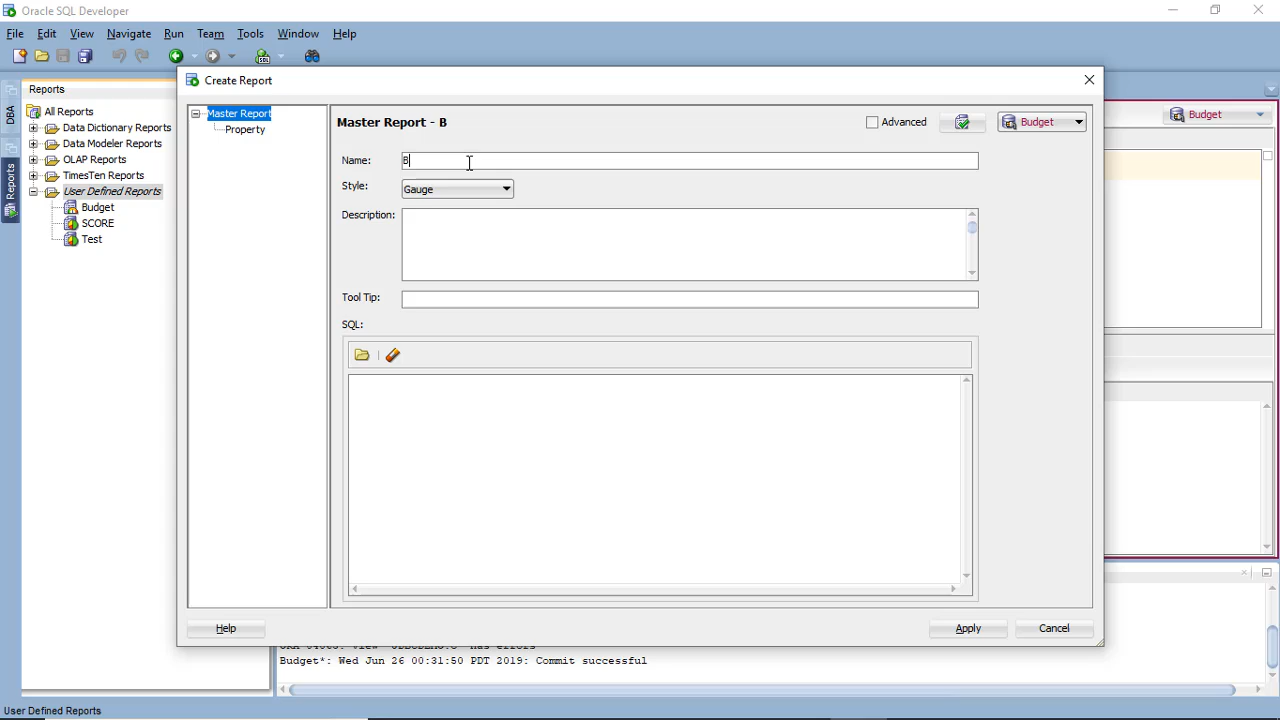 Oracle SQL Developer
File Edit View Navigate Run Team Tools Window Help
Reports
DBA
Reports
All Reports
Data Dictionary Reports
Data Modeler Reports
OLAP Reports
TimesTen Reports
User Defined Reports
Budget
SCORE
Test
Create Report
Master Report
Property
Master Report - B
Advanced
Budget
Name: B
Style: Gauge
Description:
Tool Tip:
SQL:
Help
Apply
Cancel
Budget
Budget*: Wed Jun 26 00:31:50 PDT 2019: Commit successful
User Defined Reports